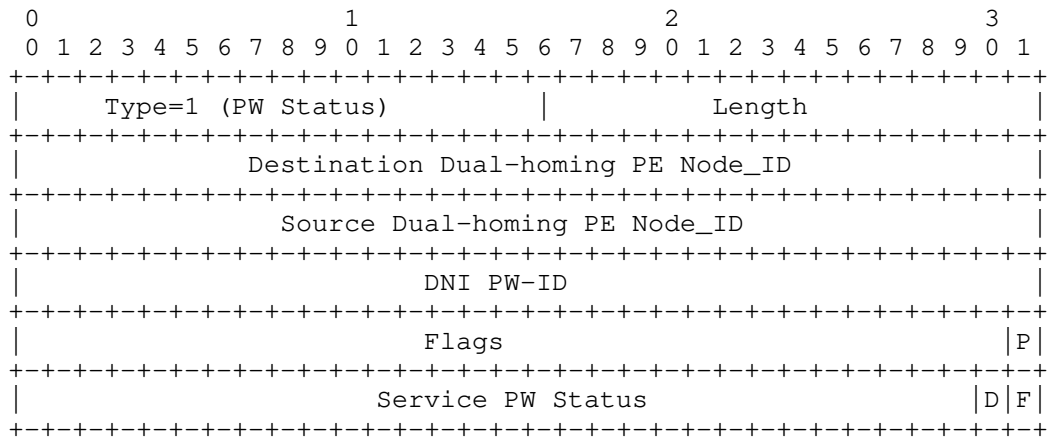 0                   1                   2                   3
 0 1 2 3 4 5 6 7 8 9 0 1 2 3 4 5 6 7 8 9 0 1 2 3 4 5 6 7 8 9 0 1
+-+-+-+-+-+-+-+-+-+-+-+-+-+-+-+-+-+-+-+-+-+-+-+-+-+-+-+-+-+-+-+-+
|     Type=1 (PW Status)        |          Length               |
+-+-+-+-+-+-+-+-+-+-+-+-+-+-+-+-+-+-+-+-+-+-+-+-+-+-+-+-+-+-+-+-+
|              Destination Dual-homing PE Node_ID               |
+-+-+-+-+-+-+-+-+-+-+-+-+-+-+-+-+-+-+-+-+-+-+-+-+-+-+-+-+-+-+-+-+
|                Source Dual-homing PE Node_ID                  |
+-+-+-+-+-+-+-+-+-+-+-+-+-+-+-+-+-+-+-+-+-+-+-+-+-+-+-+-+-+-+-+-+
|                         DNI PW-ID                             |
+-+-+-+-+-+-+-+-+-+-+-+-+-+-+-+-+-+-+-+-+-+-+-+-+-+-+-+-+-+-+-+-+
|                         Flags                               |P|
+-+-+-+-+-+-+-+-+-+-+-+-+-+-+-+-+-+-+-+-+-+-+-+-+-+-+-+-+-+-+-+-+
|                      Service PW Status                    |D|F|
+-+-+-+-+-+-+-+-+-+-+-+-+-+-+-+-+-+-+-+-+-+-+-+-+-+-+-+-+-+-+-+-+